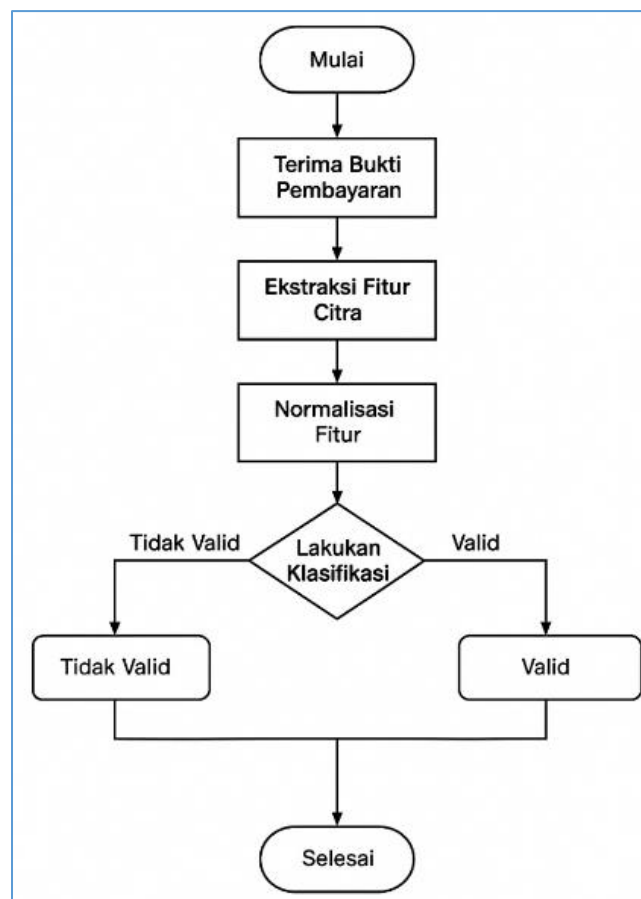 Mulai
Terima Bukti
Pembayaran
Ekstraksi Fitur
Citra
Normalisasi
Fitur
Tidak Valid
Lakukan
Klasifikasi
Valid
Tidak Valid
Valid
Selesai